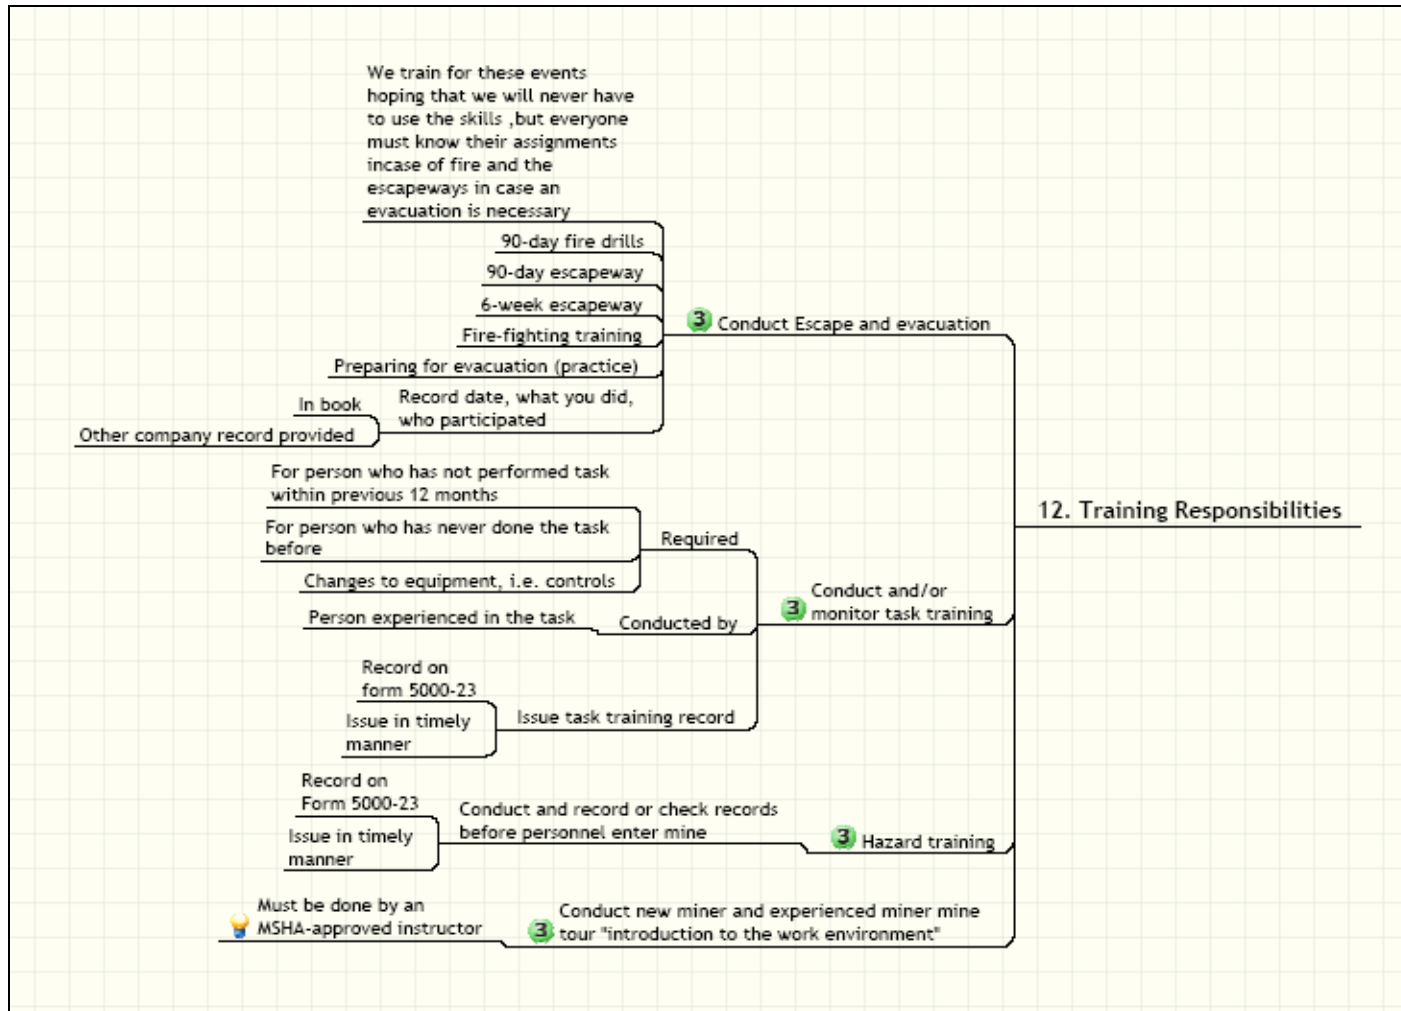 We train for these events
hoping that we will never have
to use the skills ,but everyone
must know their assignments
incase of fire and the
escapeways in case an
evacuation is necessary
90-day fire drills
90-day escapeway
6-week escapeway
3 Conduct Escape and evacuation
Fire-fighting training
Preparing for evacuation (practice)
In book
Other company record provided
Record date, what you did,
who participated
For person who has not performed task
within previous 12 months
For person who has never done the task
before
Changes to equipment, i.e. controls
Required
Person experienced in the task
Conducted by
3 Conduct and/or
monitor task training
12. Training Responsibilities
Record on
form 5000-23
Issue in timely
manner
Issue task training record
Record on
Form 5000-23
Issue in timely
manner
Conduct and record or check records
before personnel enter mine
3 Hazard training
Must be done by an
MSHA-approved instructor
3 Conduct new miner and experienced miner mine
tour "introduction to the work environment"